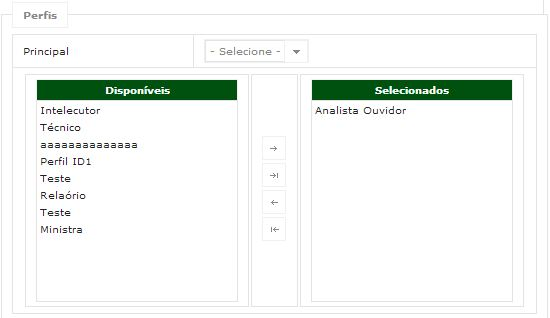 Perfis
Principal
- Selecione -
Disponíveis
Intelecutor
Técnico
aaaaaaaaaaaaaa
Perfil ID1
Teste
Relaório
Teste
Ministra
Selecionados
Analista Ouvidor